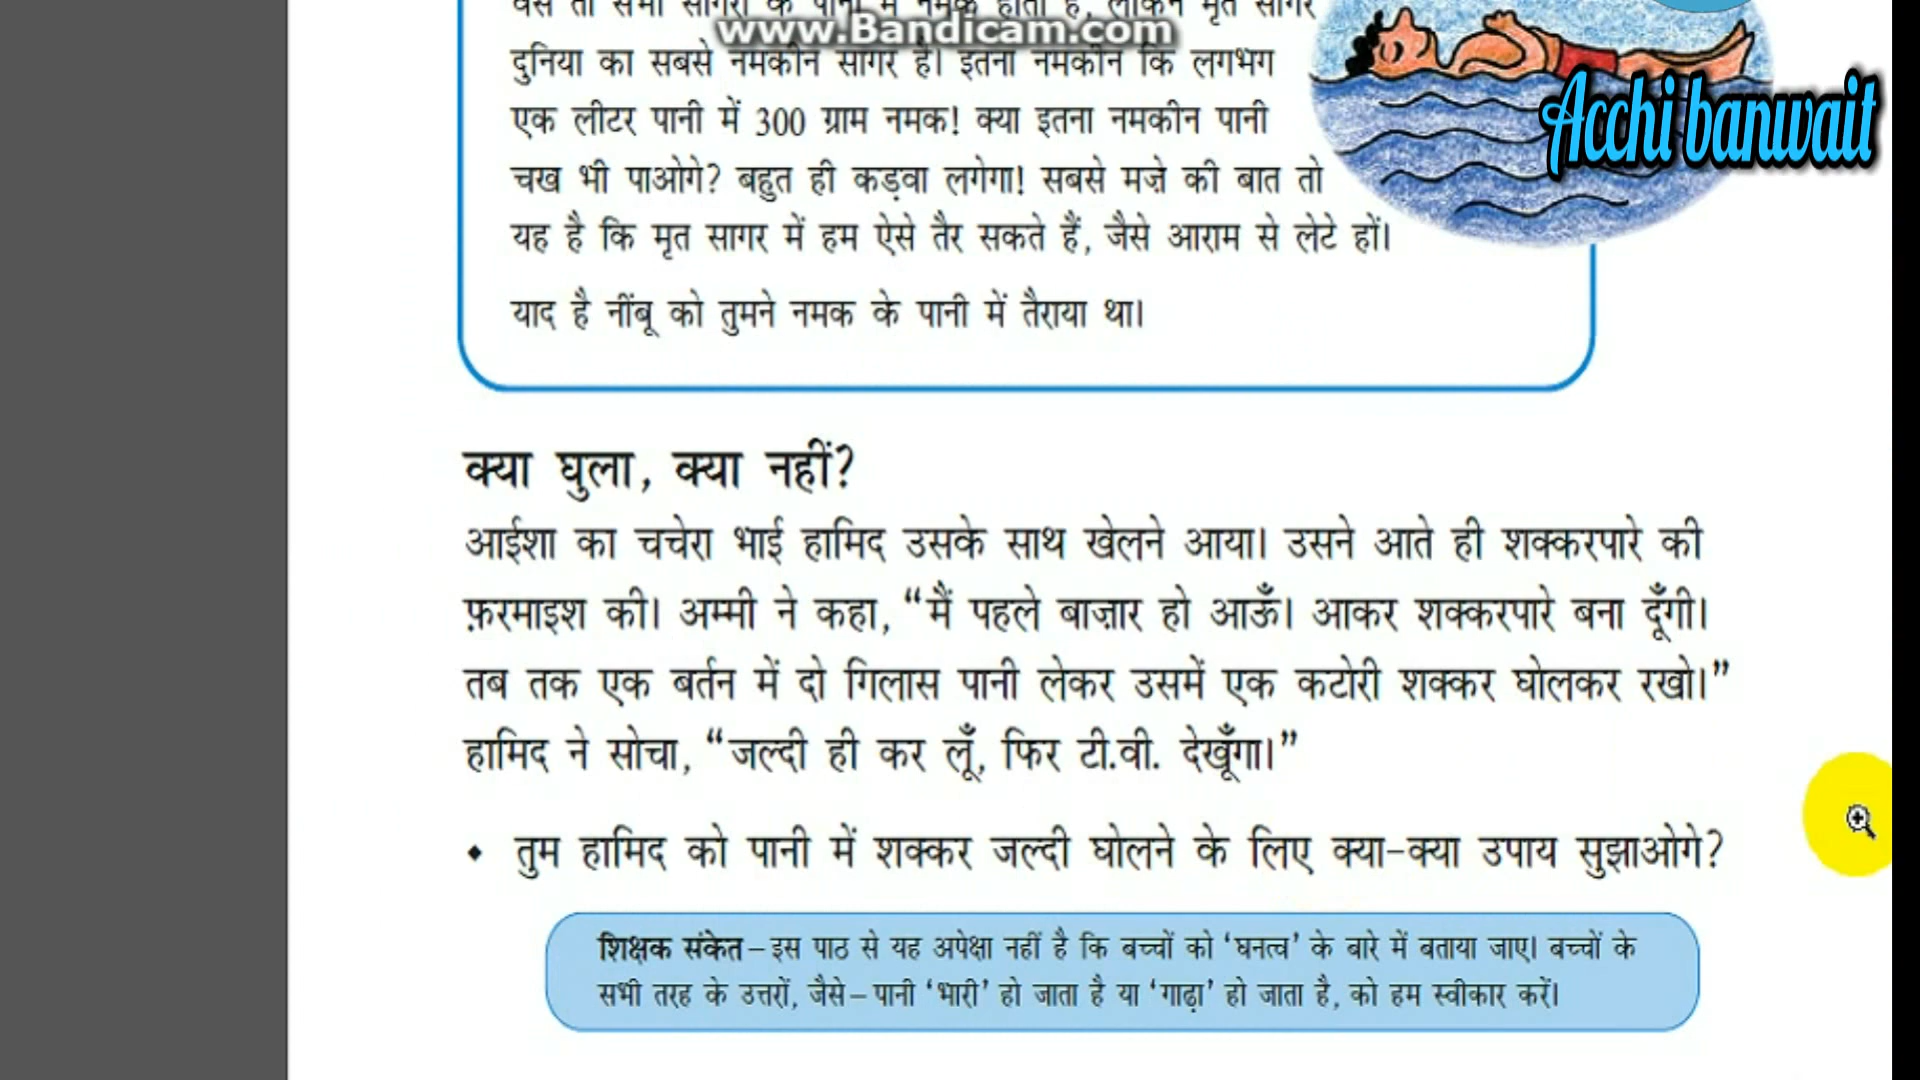 वैसे तो सभी सागरों के पानी में नमक होता है, लेकिन मृत सागर
www.Bandicam.com
दुनिया का सबसे नमकीन सागर है। इतना नमकीन कि लगभग
एक लीटर पानी में 300 ग्राम नमक! क्या इतना नमकीन पानी
Acchi banwait
चख भी पाओगे? बहुत ही कड़वा लगेगा! सबसे मज़े की बात तो
यह है कि मृत सागर में हम ऐसे तैर सकते हैं, जैसे आराम से लेटे हों।
याद है नींबू को तुमने नमक के पानी में तैराया था।
क्या घुला, क्या नहीं?
आईशा का चचेरा भाई हामिद उसके साथ खेलने आया। उसने आते ही शक्करपारे की
फ़रमाइश की। अम्मी ने कहा, “मैं पहले बाज़ार हो आऊँ। आकर शक्करपारे बना दूँगी।
तब तक एक बर्तन में दो गिलास पानी लेकर उसमें एक कटोरी शक्कर घोलकर रखो।”
हामिद ने सोचा, “जल्दी ही कर लूँ, फिर टी.वी. देखूँगा।”
• तुम हामिद को पानी में शक्कर जल्दी घोलने के लिए क्या-क्या उपाय सुझाओगे?
शिक्षक संकेत – इस पाठ से यह अपेक्षा नहीं है कि बच्चों को ‘घनत्व’ के बारे में बताया जाए। बच्चों के
सभी तरह के उत्तरों, जैसे – पानी ‘भारी’ हो जाता है या ‘गाढ़ा’ हो जाता है, को हम स्वीकार करें।